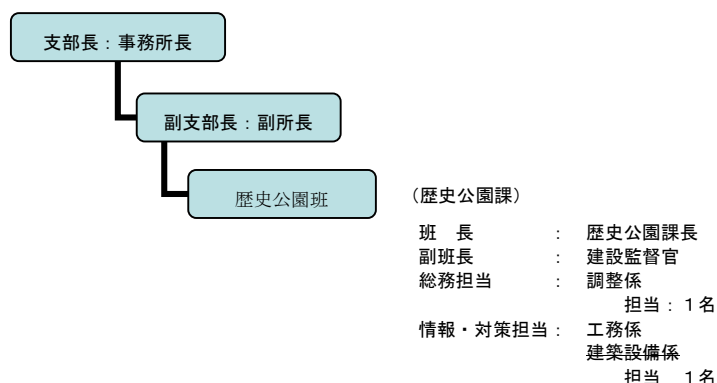 支部長：事務所長
副支部長：副所長
歴史公園班
（歴史公園課）
班　長　　　：　歴史公園課長
副班長　　　：　建設監督官
総務担当　　：　調整係
担当：１名
情報・対策担当：　工務係
建築設備係
担当　１名